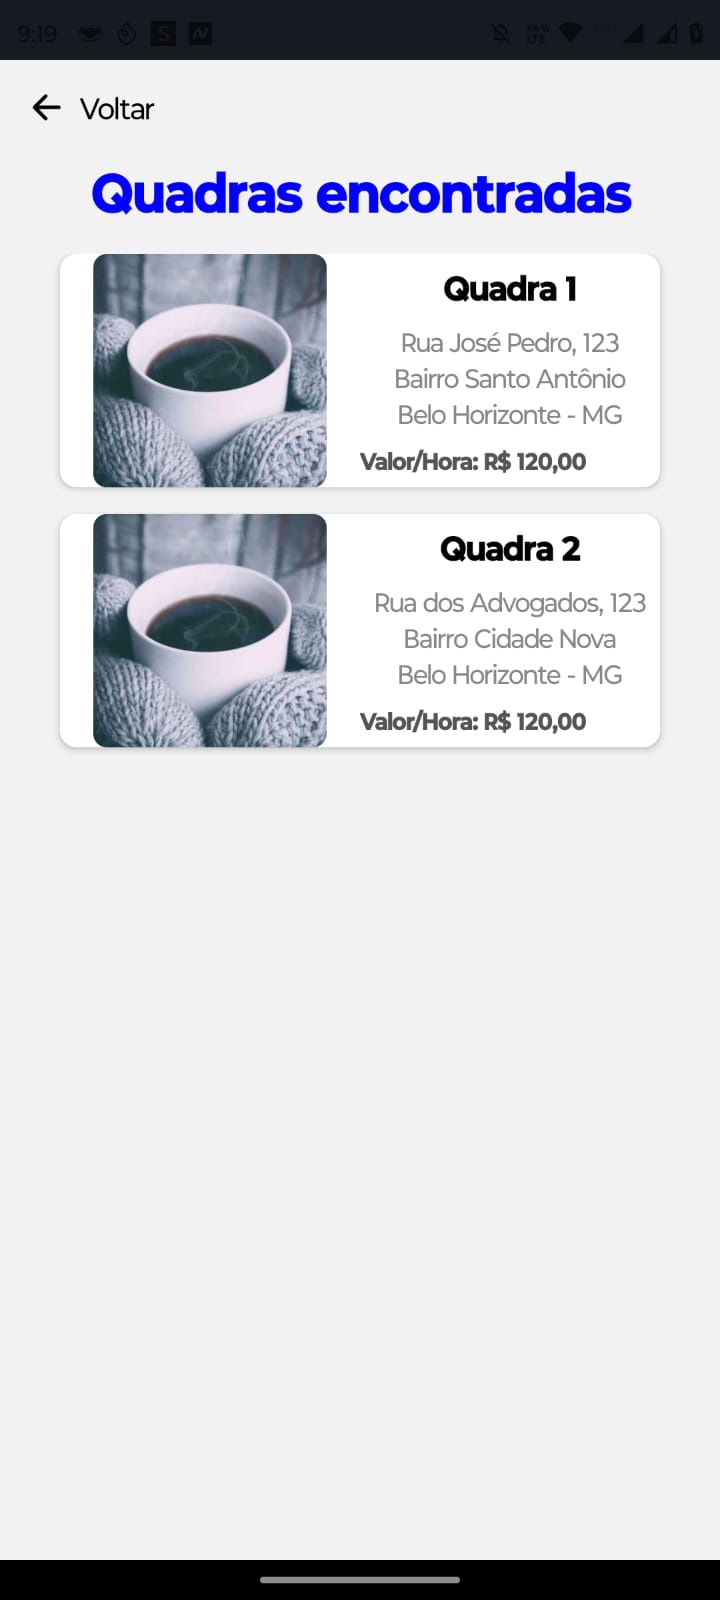 9:19
Voltar
Quadras encontradas
Quadra 1
Rua José Pedro, 123
Bairro Santo Antônio
Belo Horizonte - MG
Valor/Hora: R$ 120,00
Quadra 2
Rua dos Advogados, 123
Bairro Cidade Nova
Belo Horizonte - MG
Valor/Hora: R$ 120,00